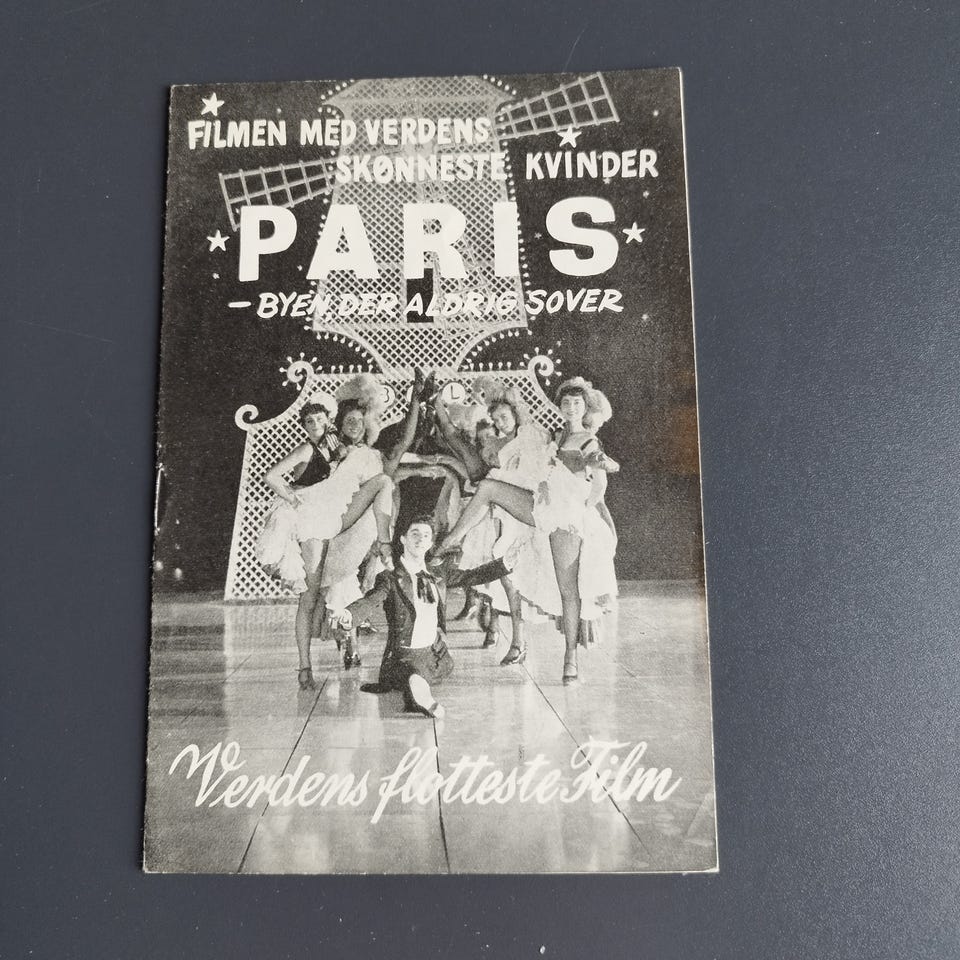 FILMEN MED VERDENS
SKØNNESTE KVINDER
PARIS
- BYEN DER ALDRIG SOVER
Verdens flotteste Film